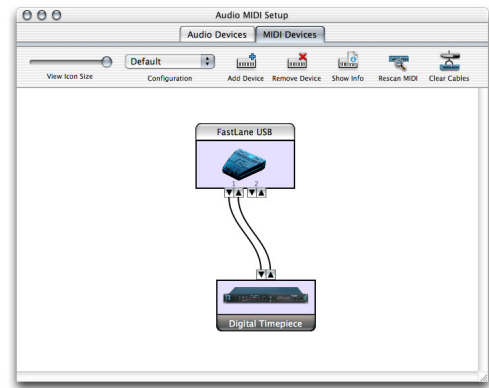 Audio MIDI Setup
Audio Devices MIDI Devices
Default
View Icon Size Configuration Add Device Remove Device Show Info Rescan MIDI Clear Cables
FastLane USB
1 2
Digital Timepiece